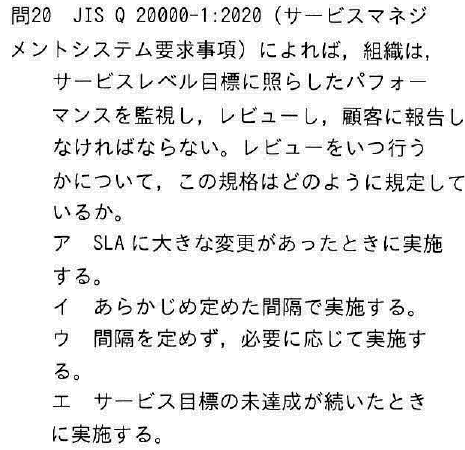 問20 JIS Q 20000-1:2020（サービスマネジ
メントシステム要求事項）によれば，組織は，
サービスレベル目標に照らしたパフォー
マンスを監視し，レビューし，顧客に報告し
なければならない。レビューをいつ行う
かについて，この規格はどのように規定して
いるか。
ア SLAに大きな変更があったときに実施
する。
イ あらかじめ定めた間隔で実施する。
ウ 間隔を定めず，必要に応じて実施す
る。
エ サービス目標の未達成が続いたとき
に実施する。